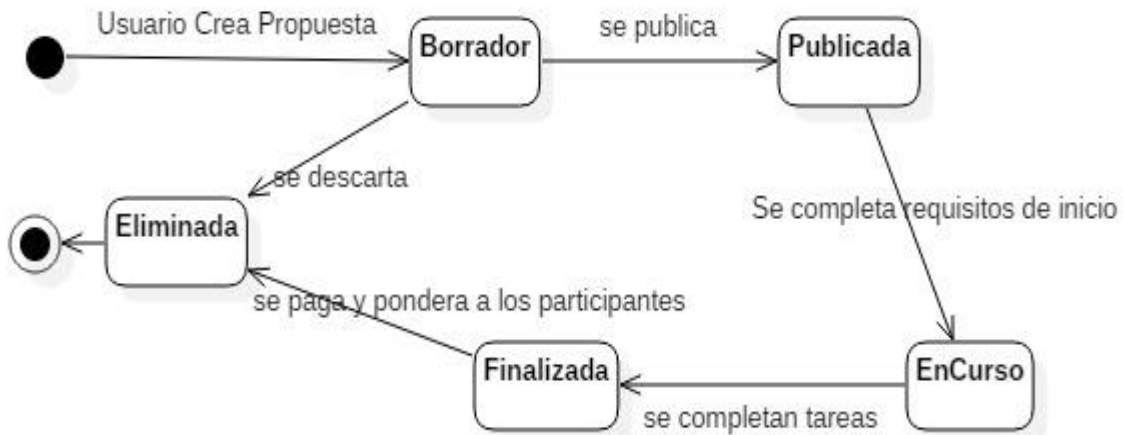 Usuario Crea Propuesta
Borrador
se publica
Publicada
se descarta
Se completa requisitos de inicio
Eliminada
se paga y pondera a los participantes
Finalizada
EnCurso
se completan tareas